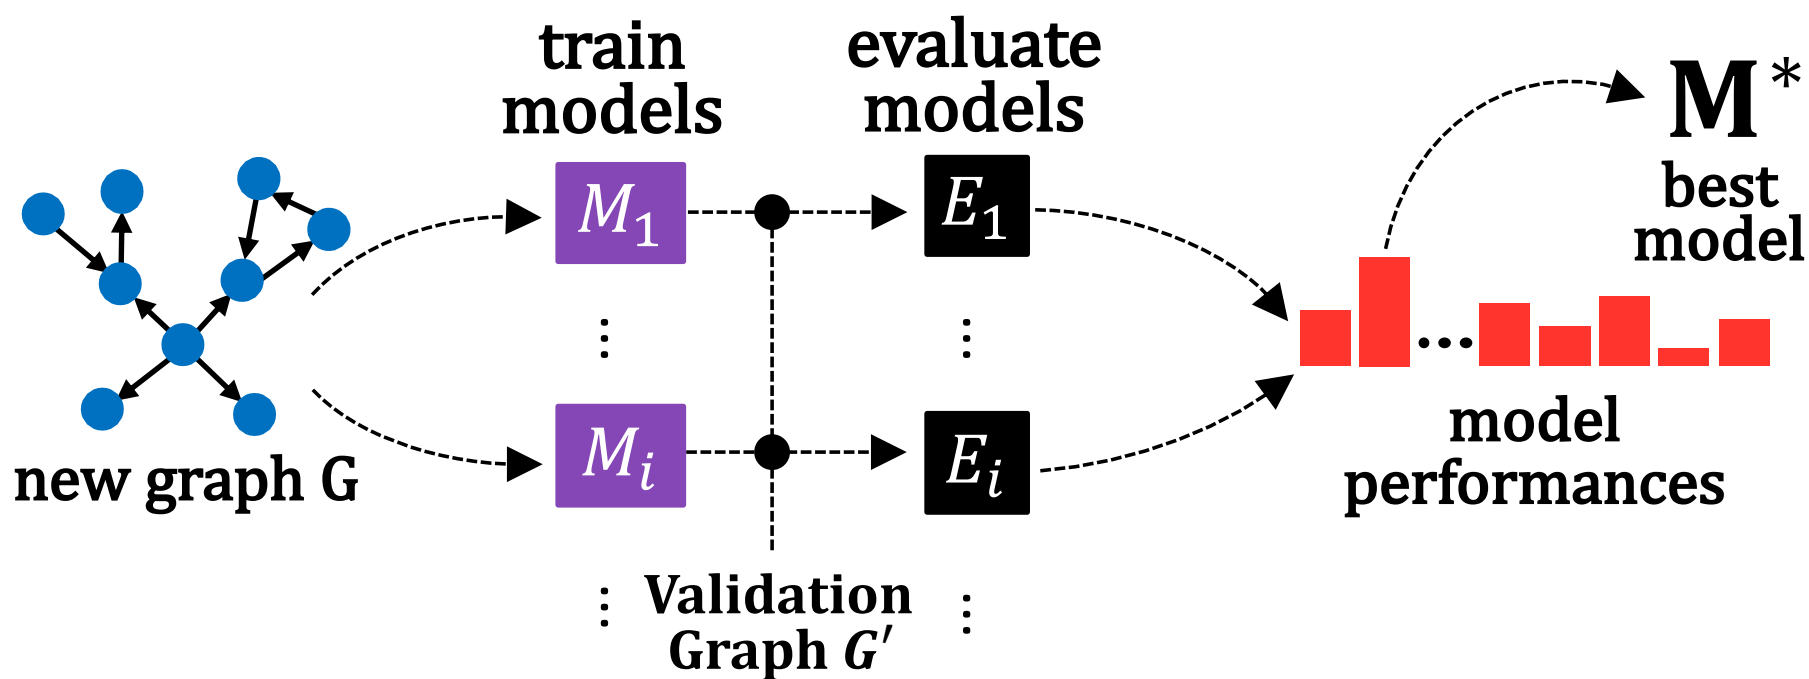 train
models
evaluate
models
M*
best
model
M₁
E₁
⋮
⋮
...
Mᵢ
Eᵢ
new graph G
model
performances
⋮
⋮
Validation
Graph G′